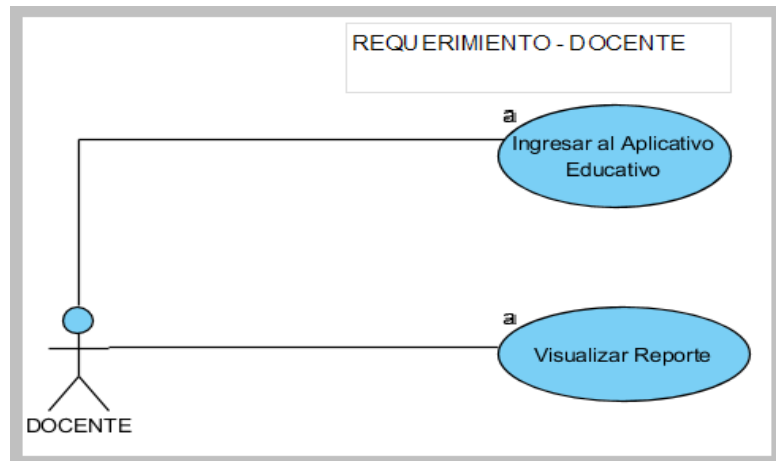 REQUERIMIENTO - DOCENTE
Ingresar al Aplicativo
Educativo
Visualizar Reporte
DOCENTE